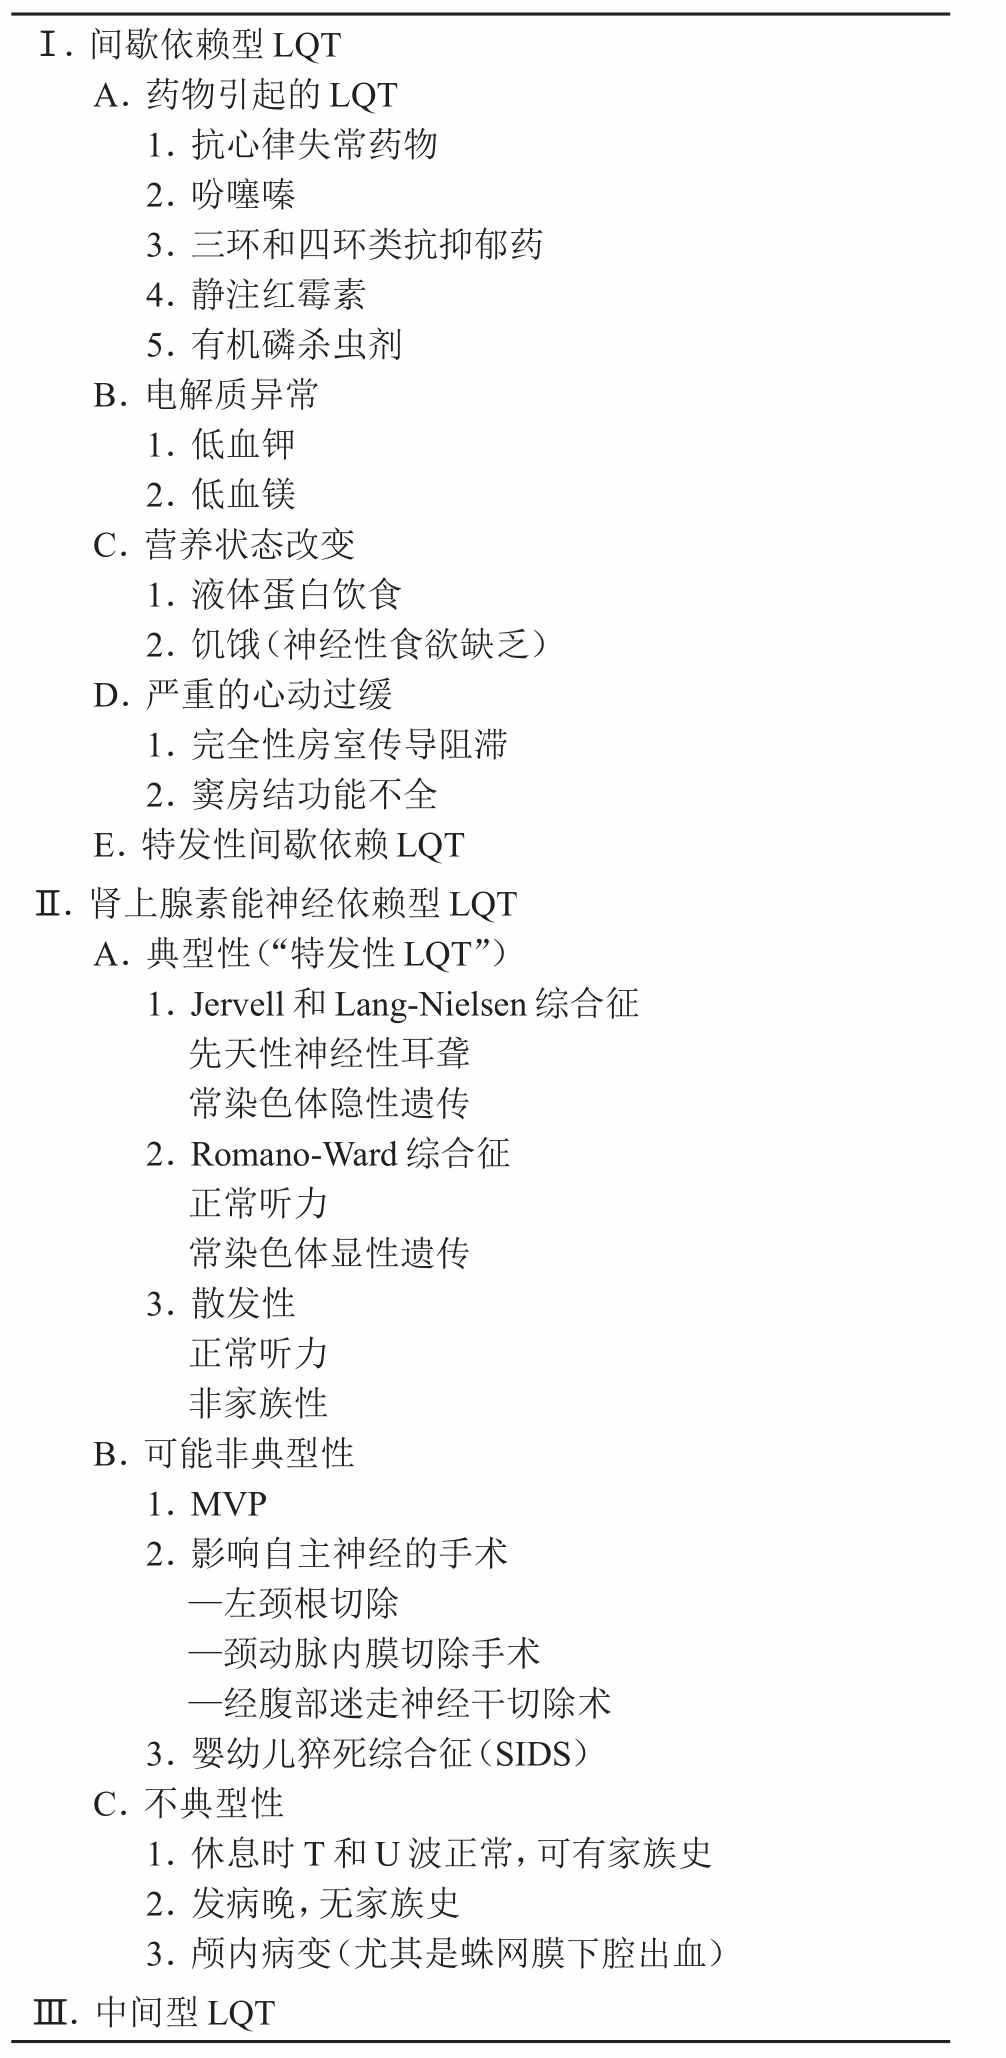 Ⅰ. 间歇依赖型 LQT
A. 药物引起的 LQT
1. 抗心律失常药物
2. 吩噻嗪
3. 三环和四环类抗抑郁药
4. 静注红霉素
5. 有机磷杀虫剂
B. 电解质异常
1. 低血钾
2. 低血镁
C. 营养状态改变
1. 液体蛋白饮食
2. 饥饿(神经性食欲缺乏)
D. 严重的心动过缓
1. 完全性房室传导阻滞
2. 窦房结功能不全
E. 特发性间歇依赖 LQT
Ⅱ. 肾上腺素能神经依赖型 LQT
A. 典型性(“特发性 LQT”)
1. Jervell 和 Lang-Nielsen 综合征
先天性神经性耳聋
常染色体隐性遗传
2. Romano-Ward 综合征
正常听力
常染色体显性遗传
3. 散发性
正常听力
非家族性
B. 可能非典型性
1. MVP
2. 影响自主神经的手术
—左颈根切除
—颈动脉内膜切除手术
—经腹部迷走神经干切除术
3. 婴幼儿猝死综合征(SIDS)
C. 不典型性
1. 休息时 T 和 U 波正常, 可有家族史
2. 发病晚, 无家族史
3. 颅内病变(尤其是蛛网膜下腔出血)
Ⅲ. 中间型 LQT